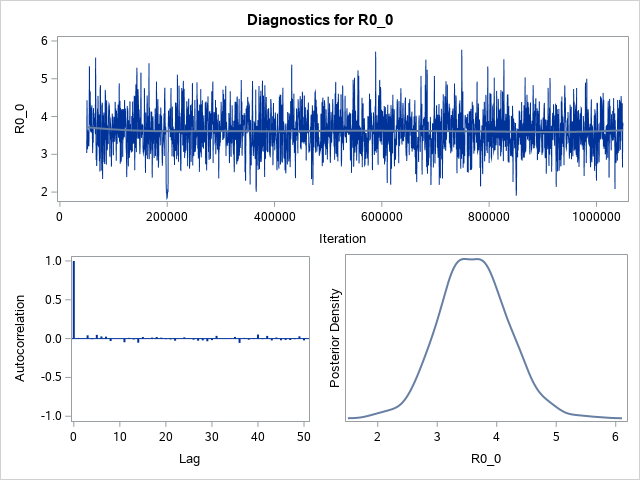 Diagnostics for R0_0
6
5
4
3
2
R0_0
0 200000 400000 600000 800000 1000000
Iteration
1.0
0.5
0.0
-0.5
-1.0
Autocorrelation
0 10 20 30 40 50
Lag
Posterior Density
2 3 4 5 6
R0_0